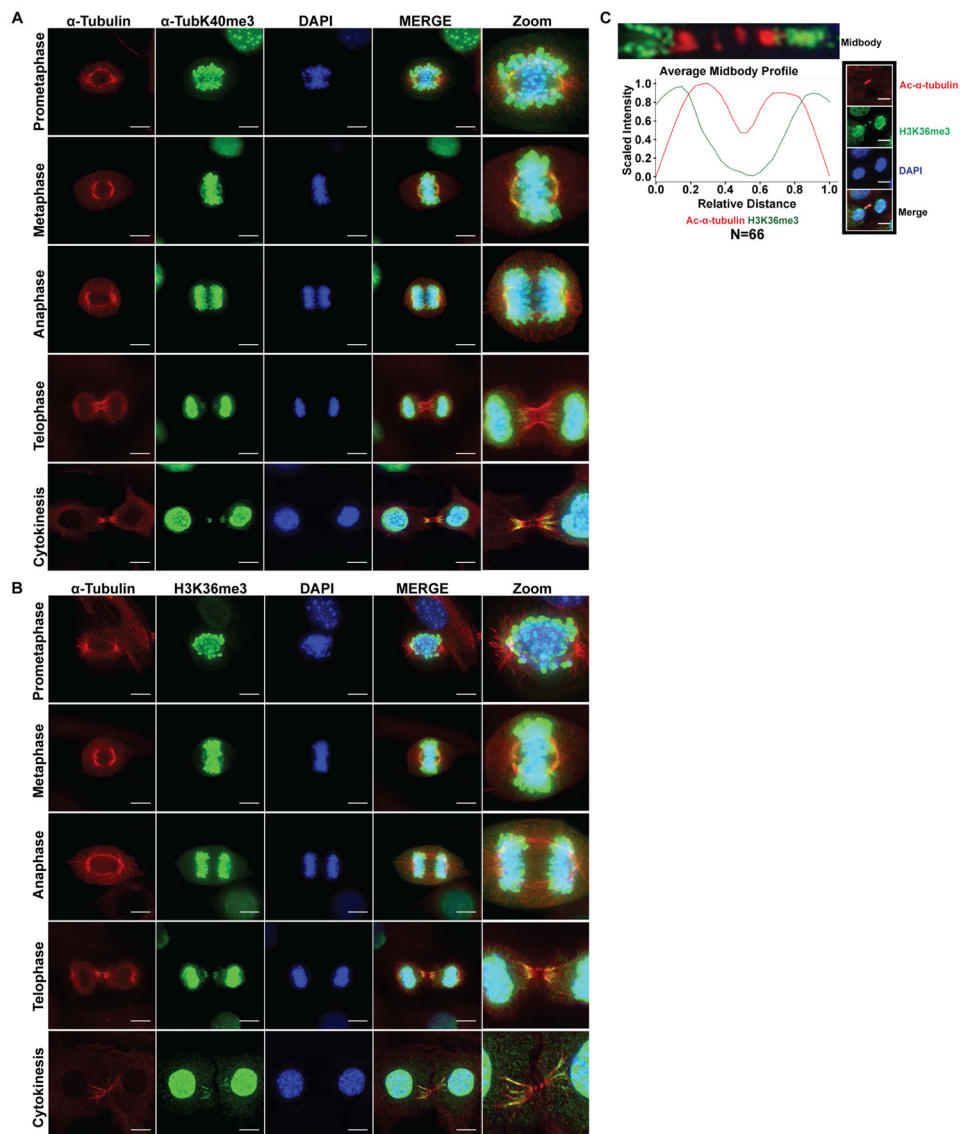 A
α-Tubulin α-TubK40me3 DAPI MERGE Zoom
Prometaphase
Metaphase
Anaphase
Telophase
Cytokinesis
B
α-Tubulin H3K36me3 DAPI MERGE Zoom
Prometaphase
Metaphase
Anaphase
Telophase
Cytokinesis
C
Midbody
Average Midbody Profile
Scaled Intensity
1.0
0.8
0.6
0.4
0.2
0.0
0.0 0.2 0.4 0.6 0.8 1.0
Relative Distance
Ac-α-tubulin H3K36me3
N=66
Ac-α-tubulin
H3K36me3
DAPI
Merge